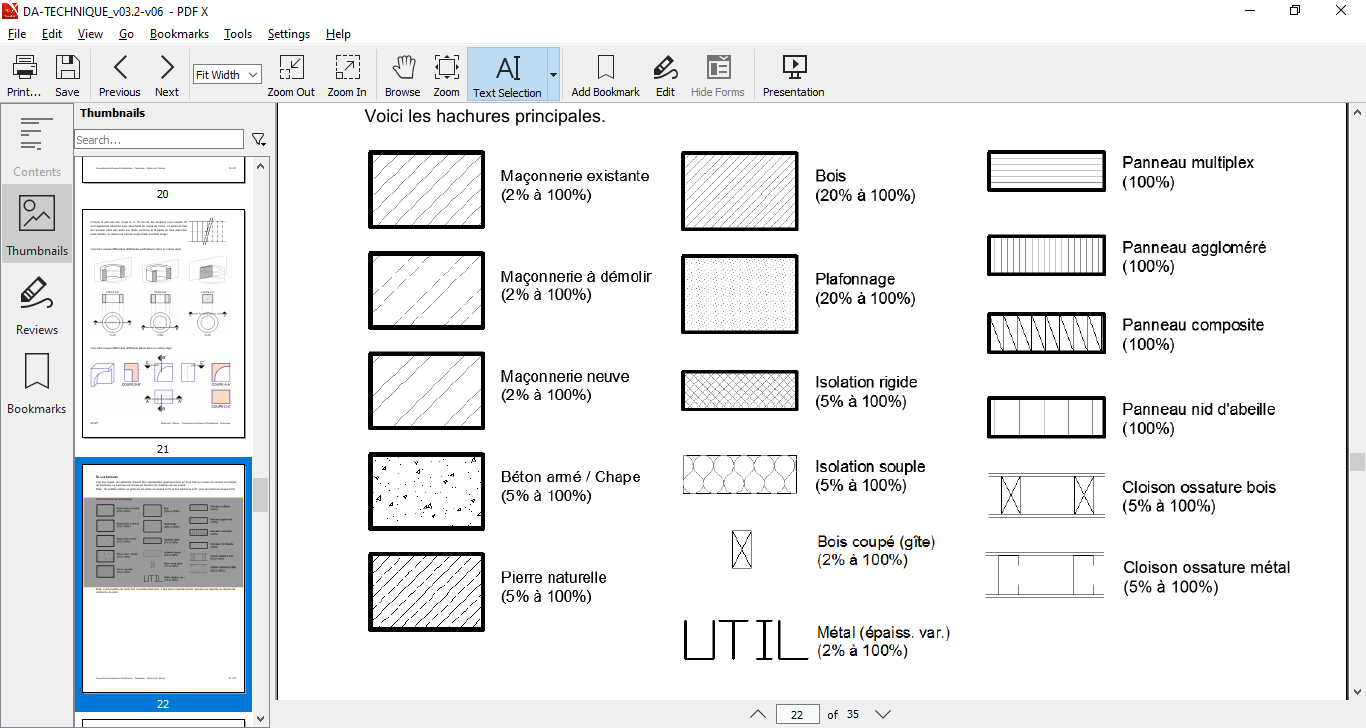 DA-TECHNIQUE_v03.2-v06 - PDF X
File Edit View Go Bookmarks Tools Settings Help
Print... Save Previous Next Fit Width Zoom Out Zoom In Browse Zoom Text Selection Add Bookmark Edit Hide Forms Presentation
Contents
Thumbnails
Reviews
Bookmarks
Thumbnails
Search...
20
21
22
Voici les hachures principales.
Maçonnerie existante
(2% à 100%)
Maçonnerie à démolir
(2% à 100%)
Maçonnerie neuve
(2% à 100%)
Béton armé / Chape
(5% à 100%)
Pierre naturelle
(5% à 100%)
Bois
(20% à 100%)
Plafonnage
(20% à 100%)
Isolation rigide
(5% à 100%)
Isolation souple
(5% à 100%)
Bois coupé (gîte)
(2% à 100%)
Métal (épaiss. var.)
(2% à 100%)
Panneau multiplex
(100%)
Panneau aggloméré
(100%)
Panneau composite
(100%)
Panneau nid d'abeille
(100%)
Cloison ossature bois
(5% à 100%)
Cloison ossature métal
(5% à 100%)
22 of 35